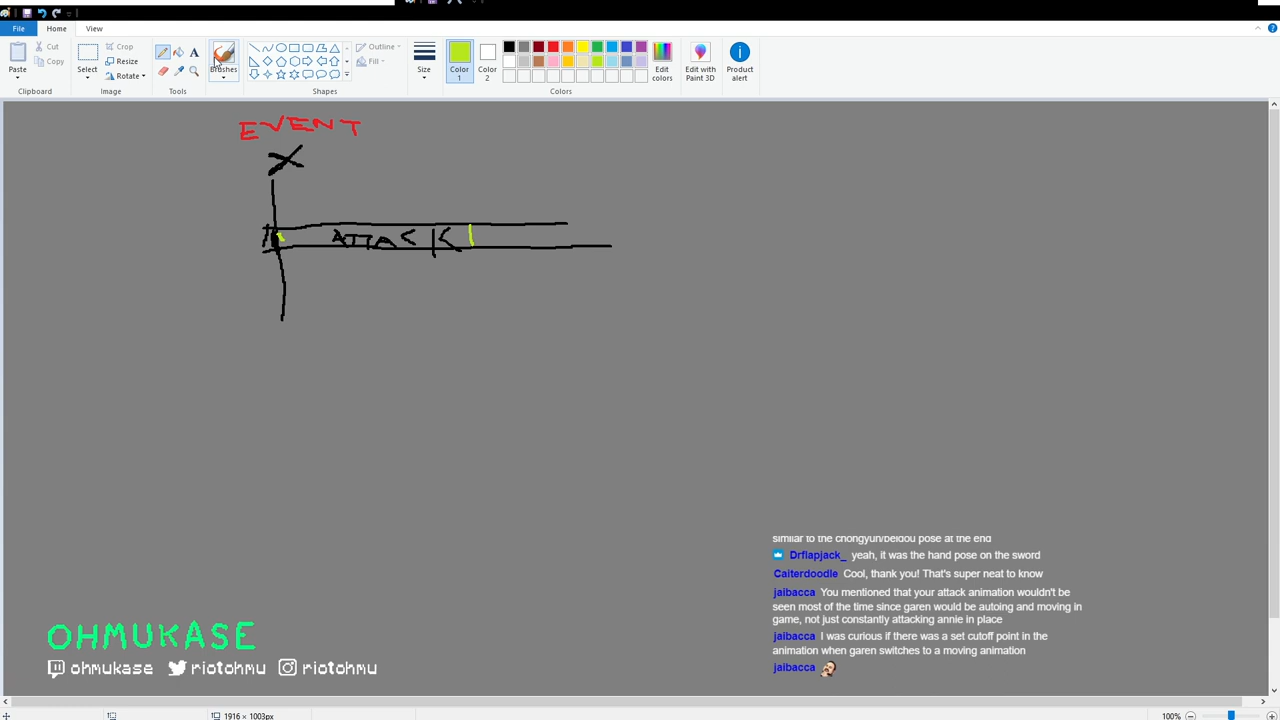 File Home View
Paste Cut Copy Clipboard
Select Crop Resize Rotate Image
A Tools
Brushes
Outline Fill Shapes
Size
Color 1 Color 2 Edit colors Colors
Edit with Paint 3D
Product alert
EVENT
X
ATTACK
similar to the chongyun/beidou pose at the end
Drflapjack_ yeah, it was the hand pose on the sword
Caiterdoodle Cool, thank you! That's super neat to know
jaibacca You mentioned that your attack animation wouldn't be
seen most of the time since garen would be autoing and moving in
game, not just constantly attacking annie in place
jaibacca I was curious if there was a set cutoff point in the
animation when garen switches to a moving animation
jaibacca
OHMUKASE
ohmukase riotohmu riotohmu
1916 × 1003px 100%